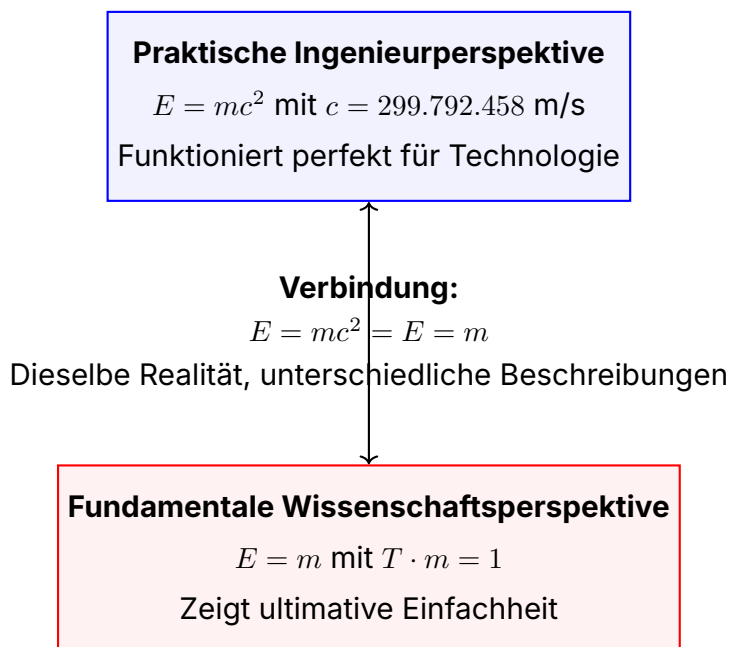 Praktische Ingenieurperspektive
E = mc² mit c = 299.792.458 m/s
Funktioniert perfekt für Technologie
Verbindung:
E = mc² = E = m
Dieselbe Realität, unterschiedliche Beschreibungen
Fundamentale Wissenschaftsperspektive
E = m mit T · m = 1
Zeigt ultimative Einfachheit